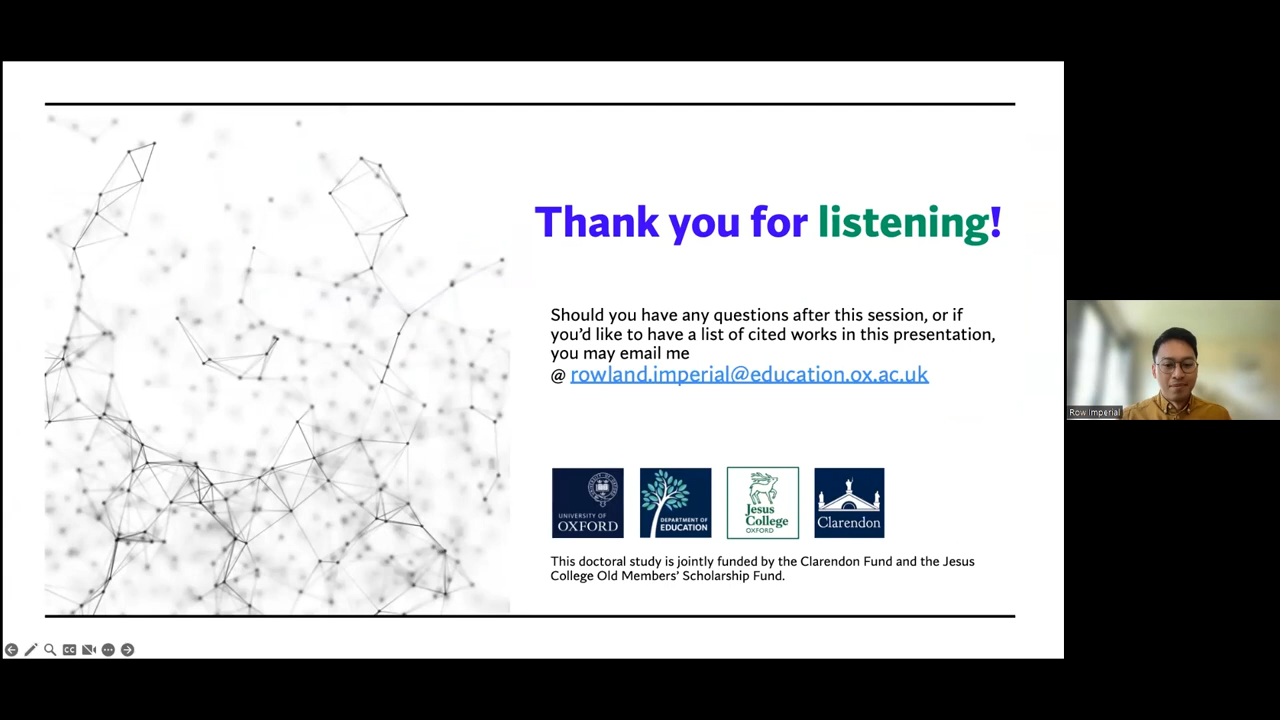 Thank you for listening!
Should you have any questions after this session, or if
you'd like to have a list of cited works in this presentation,
you may email me
@ rowland.imperial@education.ox.ac.uk
UNIVERSITY OF
OXFORD
DEPARTMENT OF
EDUCATION
Jesus
College
OXFORD
Clarendon
This doctoral study is jointly funded by the Clarendon Fund and the Jesus
College Old Members' Scholarship Fund.
CC
Row Imperial